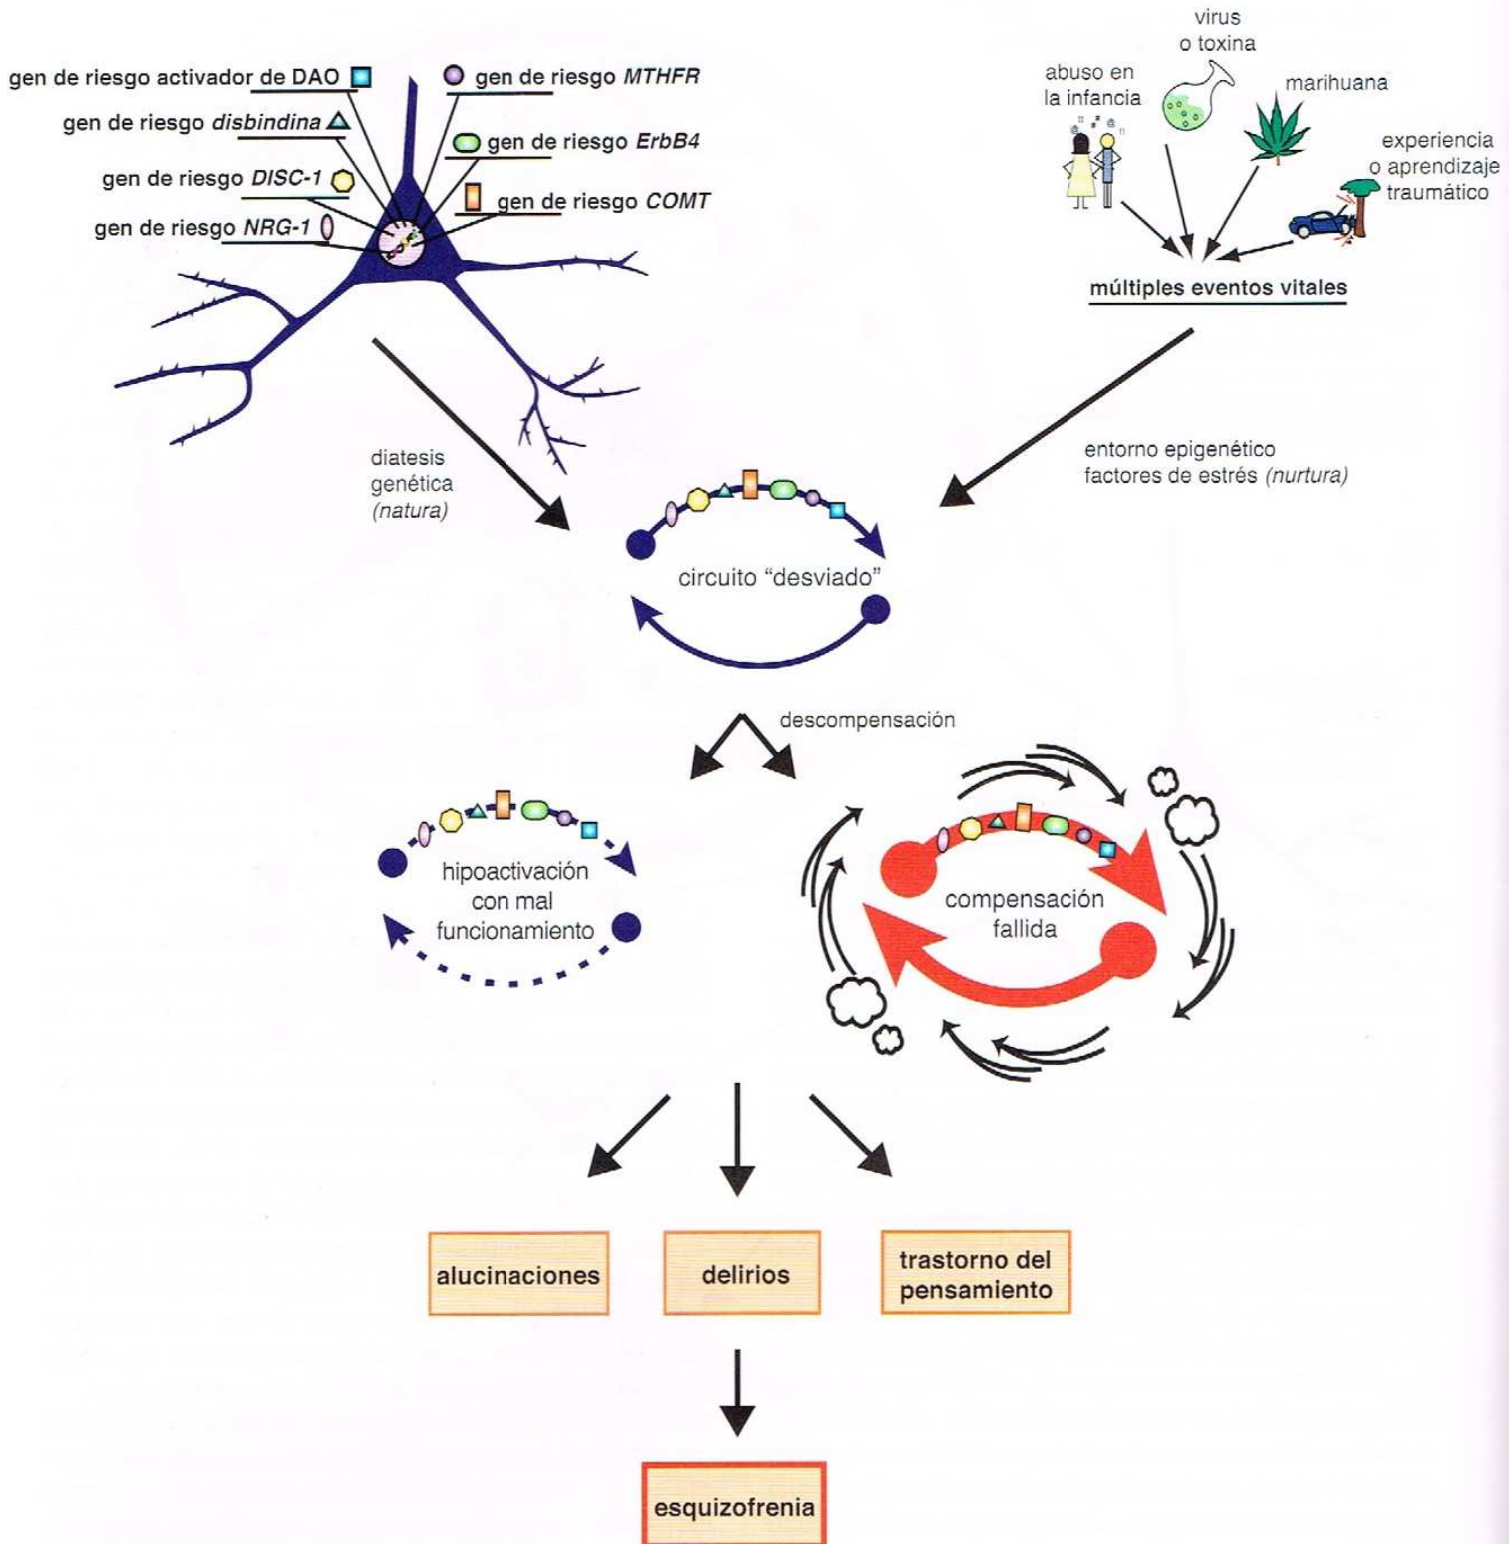 gen de riesgo activador de DAO
gen de riesgo disbindina
gen de riesgo DISC-1
gen de riesgo NRG-1
gen de riesgo MTHFR
gen de riesgo ErbB4
gen de riesgo COMT
virus
o toxina
abuso en
la infancia
marihuana
experiencia
o aprendizaje
traumático
múltiples eventos vitales
diatesis
genética
(natura)
entorno epigenético
factores de estrés (nurtura)
circuito “desviado”
descompensación
hipoactivación
con mal
funcionamiento
compensación
fallida
alucinaciones
delirios
trastorno del
pensamiento
esquizofrenia